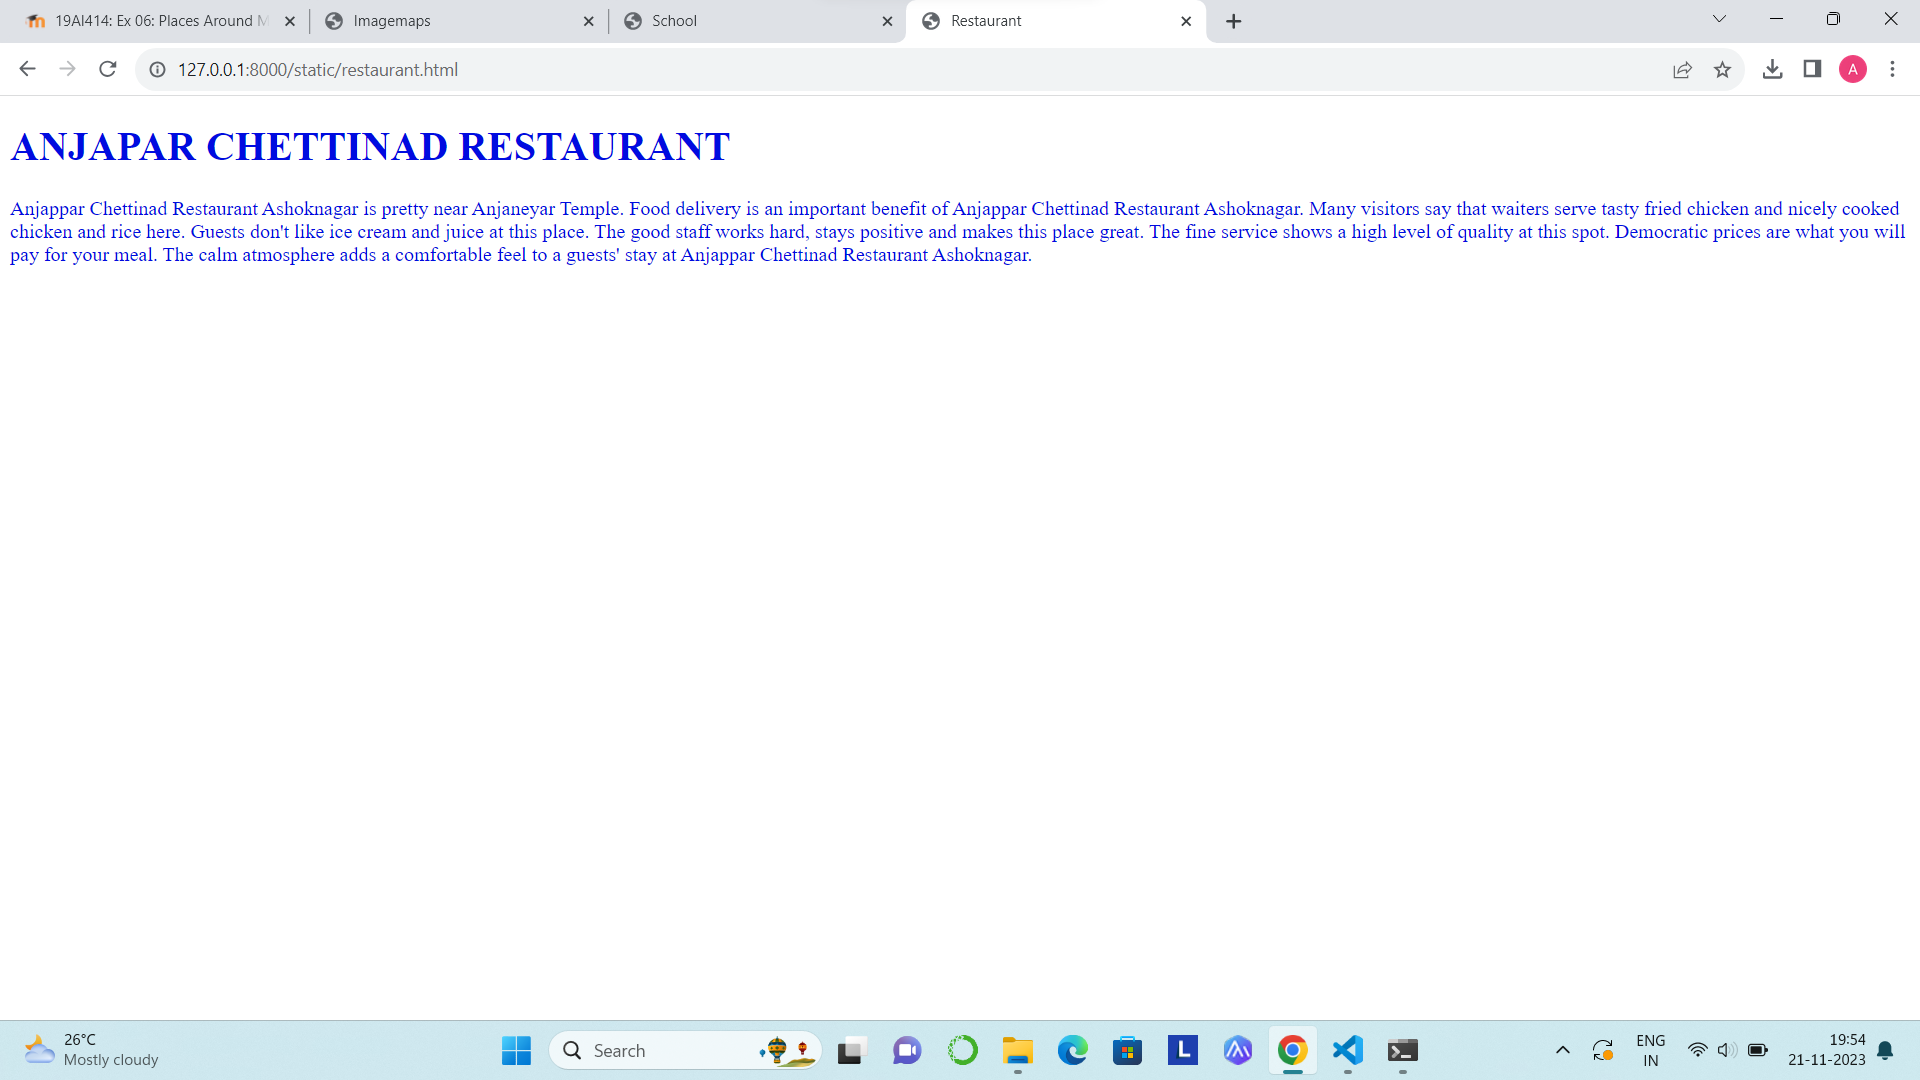 19AI414: Ex 06: Places Around M
Imagemaps
School
Restaurant
127.0.0.1:8000/static/restaurant.html
A
ANJAPAR CHETTINAD RESTAURANT
Anjappar Chettinad Restaurant Ashoknagar is pretty near Anjaneyar Temple. Food delivery is an important benefit of Anjappar Chettinad Restaurant Ashoknagar. Many visitors say that waiters serve tasty fried chicken and nicely cooked
chicken and rice here. Guests don't like ice cream and juice at this place. The good staff works hard, stays positive and makes this place great. The fine service shows a high level of quality at this spot. Democratic prices are what you will
pay for your meal. The calm atmosphere adds a comfortable feel to a guests' stay at Anjappar Chettinad Restaurant Ashoknagar.
26°C
Mostly cloudy
Search
L
ENG
IN
19:54
21-11-2023